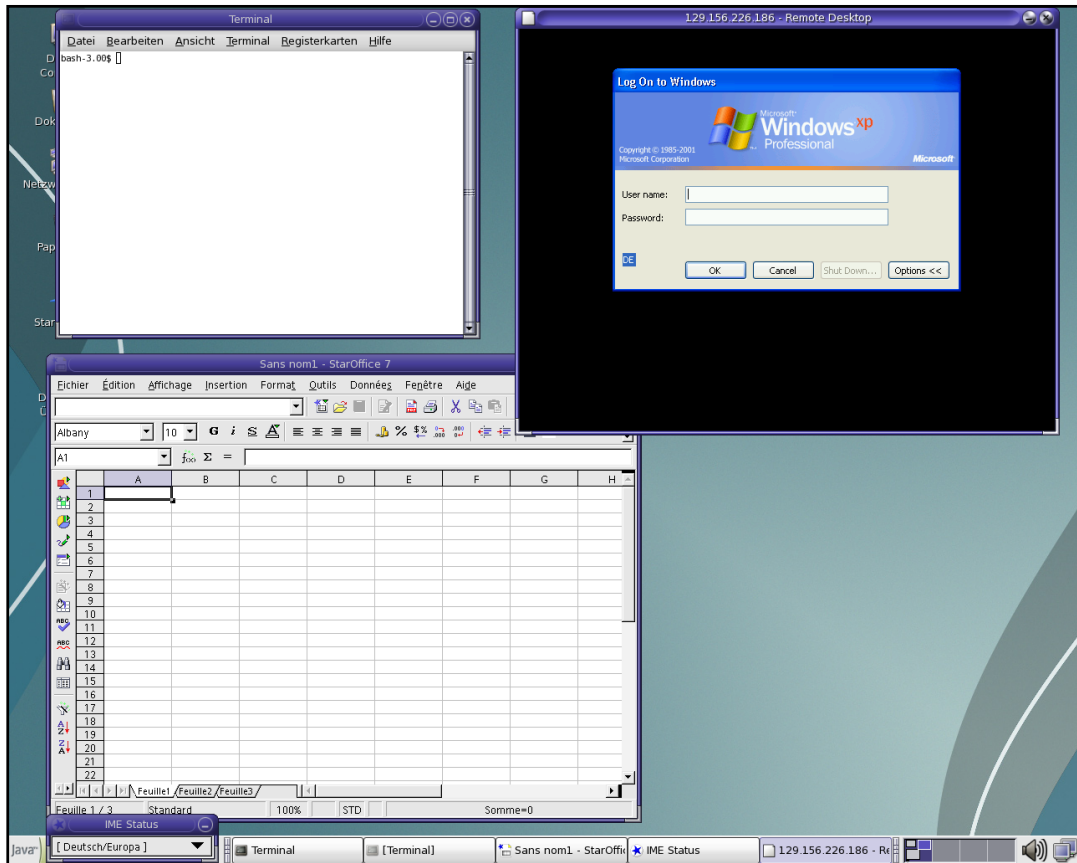 Terminal
Datei Bearbeiten Ansicht Terminal Registerkarten Hilfe
bash-3.00$
129.156.226.186 - Remote Desktop
Log On to Windows
Microsoft
Windows xp
Professional
Copyright © 1985-2001
Microsoft Corporation
Microsoft
User name:
Password:
DE
OK Cancel Shut Down... Options <<
D
Co
Dok
Netzw
Pap
Star
D
Sans nom1 - StarOffice 7
Fichier Édition Affichage Insertion Format Outils Données Fenêtre Aide
Albany 10 G i S A
A1 Σ =
A B C D E F G H
1
2
3
4
5
6
7
8
9
10
11
12
13
14
15
16
17
18
19
20
21
22
Feuille1 Feuille2 Feuille3
Feuille 1 / 3 Standard 100% STD Somme=0
IME Status
[ Deutsch/Europa ]
Java Terminal [Terminal] Sans nom1 - StarOffi IME Status 129.156.226.186 - Re